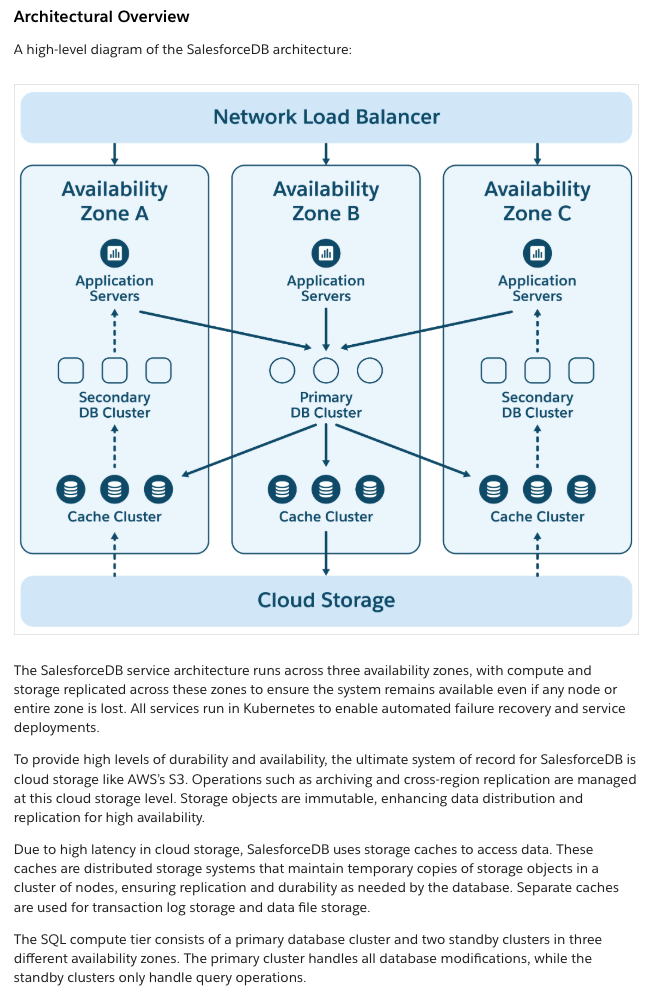 Architectural Overview
A high-level diagram of the SalesforceDB architecture:
Network Load Balancer
Availability
Zone A
Availability
Zone B
Availability
Zone C
Application
Servers
Application
Servers
Application
Servers
Secondary
DB Cluster
Primary
DB Cluster
Secondary
DB Cluster
Cache Cluster
Cache Cluster
Cache Cluster
Cloud Storage
The SalesforceDB service architecture runs across three availability zones, with compute and
storage replicated across these zones to ensure the system remains available even if any node or
entire zone is lost. All services run in Kubernetes to enable automated failure recovery and service
deployments.
To provide high levels of durability and availability, the ultimate system of record for SalesforceDB is
cloud storage like AWS’s S3. Operations such as archiving and cross-region replication are managed
at this cloud storage level. Storage objects are immutable, enhancing data distribution and
replication for high availability.
Due to high latency in cloud storage, SalesforceDB uses storage caches to access data. These
caches are distributed storage systems that maintain temporary copies of storage objects in a
cluster of nodes, ensuring replication and durability as needed by the database. Separate caches
are used for transaction log storage and data file storage.
The SQL compute tier consists of a primary database cluster and two standby clusters in three
different availability zones. The primary cluster handles all database modifications, while the
standby clusters only handle query operations.